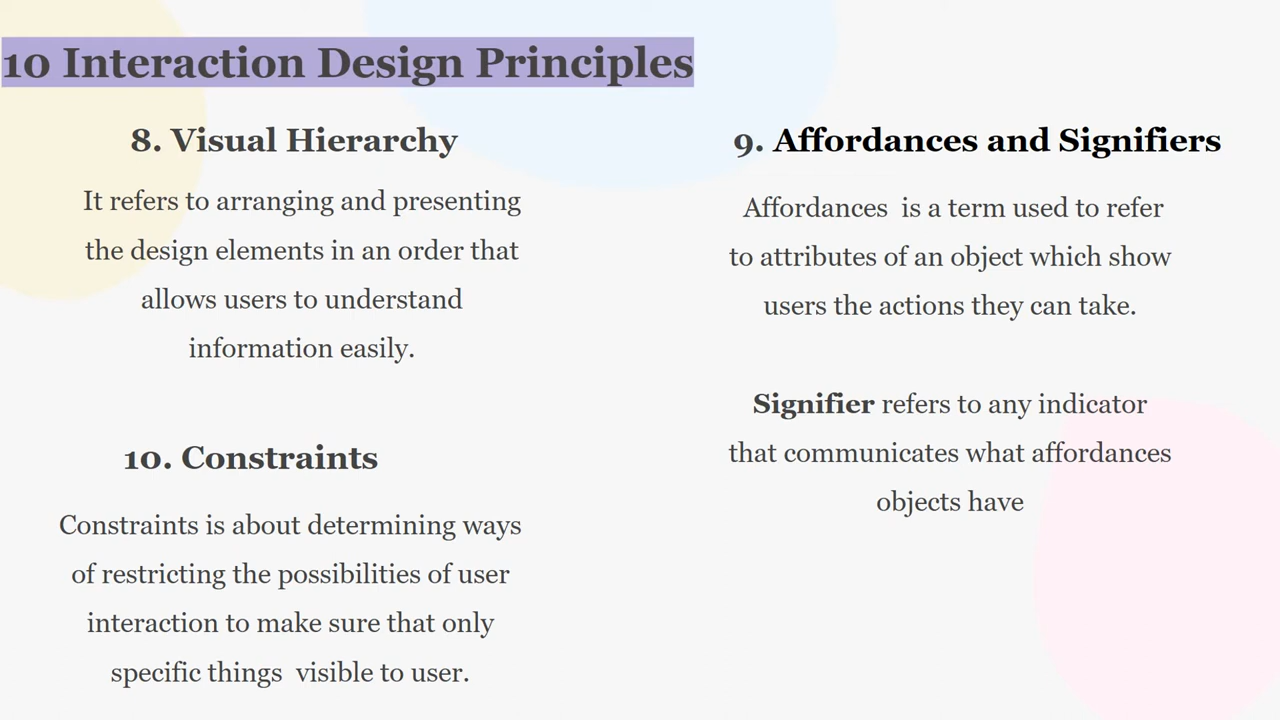 10 Interaction Design Principles
8. Visual Hierarchy
It refers to arranging and presenting
the design elements in an order that
allows users to understand
information easily.
9. Affordances and Signifiers
Affordances  is a term used to refer
to attributes of an object which show
users the actions they can take.
Signifier refers to any indicator
that communicates what affordances
objects have
10. Constraints
Constraints is about determining ways
of restricting the possibilities of user
interaction to make sure that only
specific things  visible to user.